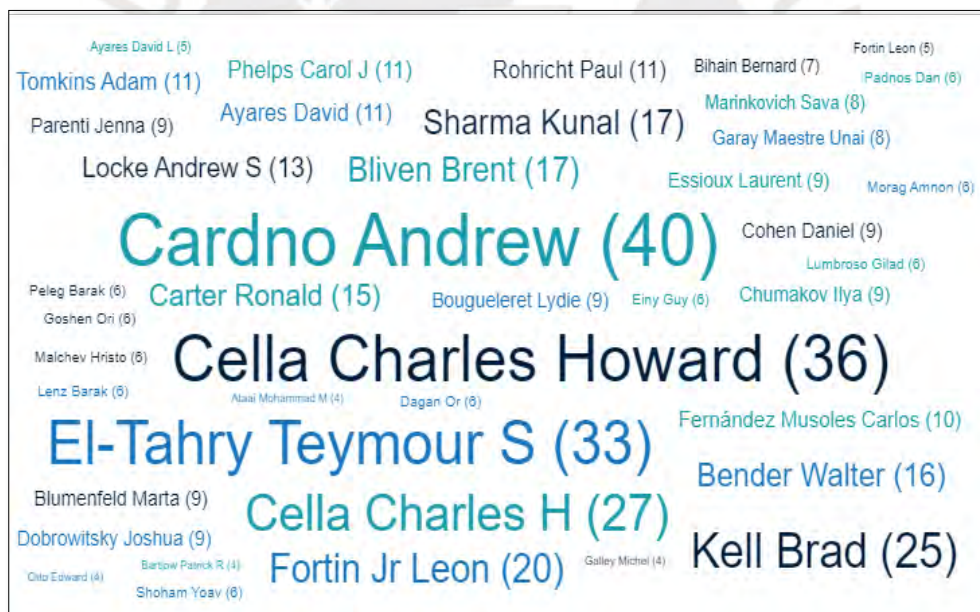 Ayares David L (5)
Fortin Leon (5)
Tomkins Adam (11)
Phelps Carol J (11)
Rohricht Paul (11)
Bihain Bernard (7)
Padnos Dan (6)
Parenti Jenna (9)
Ayares David (11)
Sharma Kunal (17)
Marinkovich Sava (8)
Garay Maestre Unai (8)
Locke Andrew S (13)
Bliven Brent (17)
Essioux Laurent (9)
Morag Amnon (6)
Cardno Andrew (40)
Cohen Daniel (9)
Lumbroso Gilad (6)
Peleg Barak (6)
Carter Ronald (15)
Bougueleret Lydie (9)
Einy Guy (6)
Chumakov Ilya (9)
Goshen Ori (6)
Malchev Hristo (6)
Cella Charles Howard (36)
Lenz Barak (6)
Ataai Mohammad M (4)
Dagan Or (6)
El-Tahry Teymour S (33)
Fernández Musoles Carlos (10)
Bender Walter (16)
Blumenfeld Marta (9)
Cella Charles H (27)
Dobrowitsky Joshua (9)
Kell Brad (25)
Bartlow Patrick R (4)
Fortin Jr Leon (20)
Galley Michel (4)
Otto Edward (4)
Shoham Yoav (6)